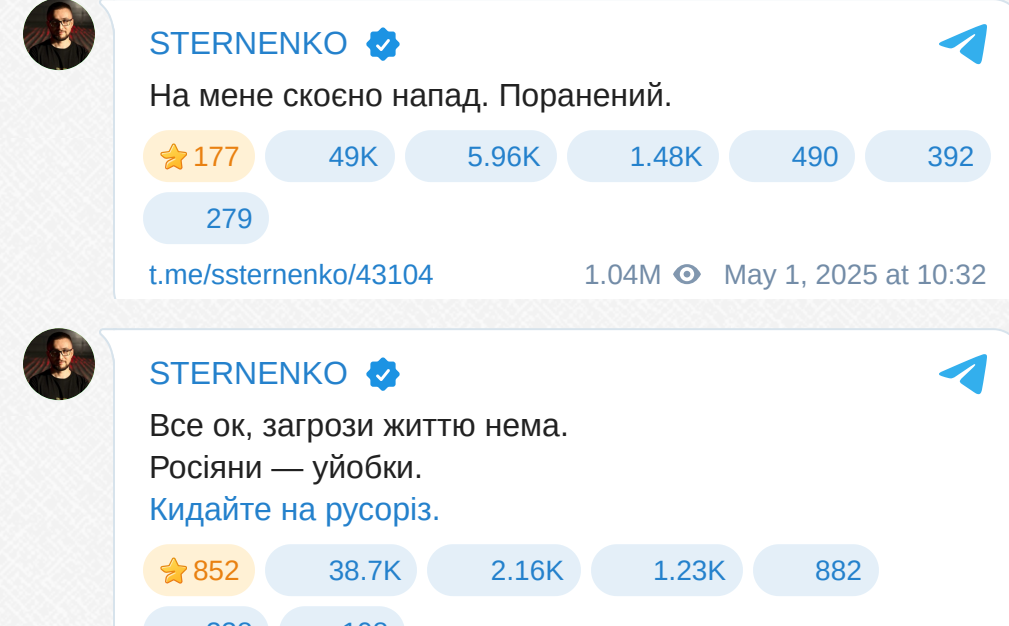 STERNENKO
На мене скоєно напад. Поранений.
177 49K 5.96K 1.48K 490 392
279
t.me/ssternenko/43104 1.04M May 1, 2025 at 10:32
STERNENKO
Все ок, загрози життю нема.
Росіяни — уйобки.
Кидайте на русоріз.
852 38.7K 2.16K 1.23K 882